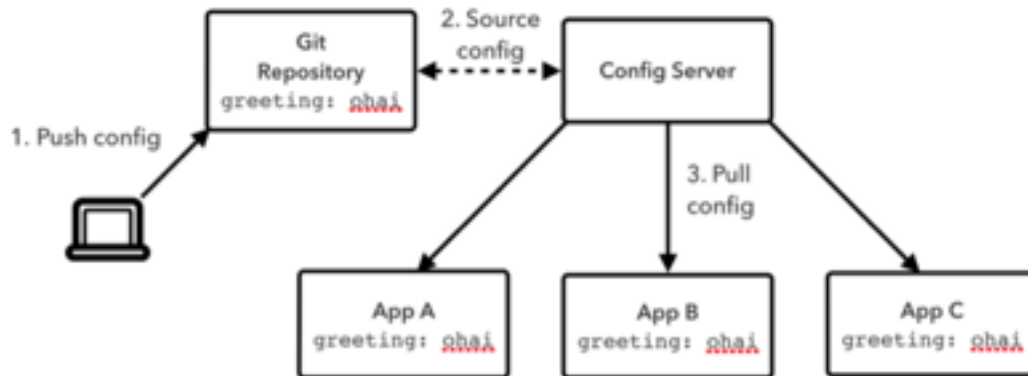 Git
Repository
greeting: ohai
2. Source
config
Config Server
1. Push config
3. Pull
config
App A
greeting: ohai
App B
greeting: ohai
App C
greeting: ohai